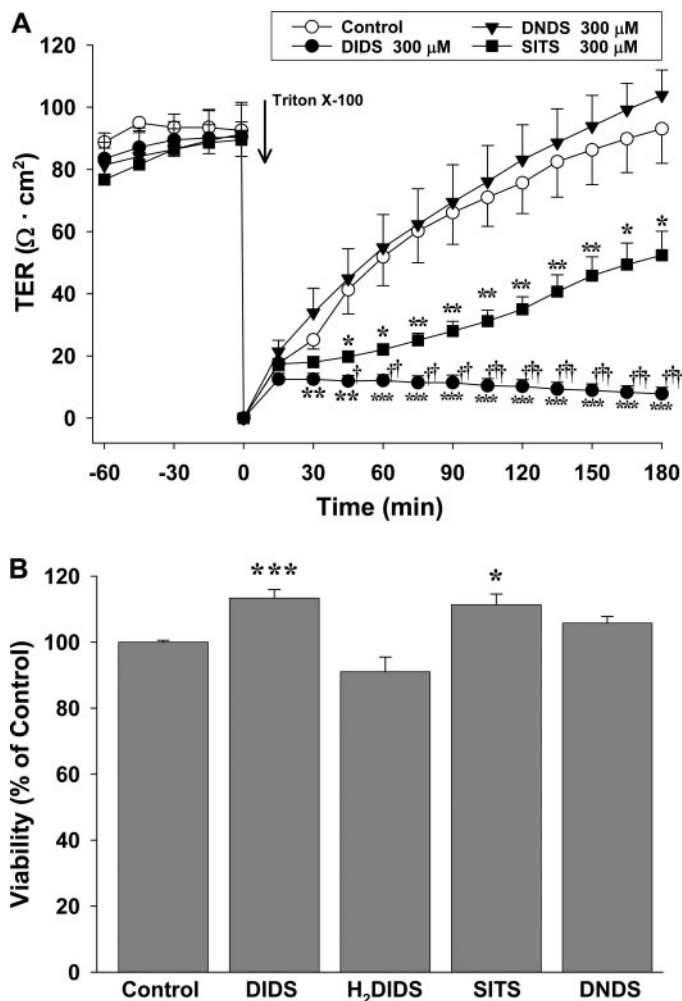 A
Control
DNDS 300 μM
DIDS 300 μM
SITS 300 μM
120
100
80
60
40
20
0
TER (Ω · cm²)
Triton X-100
* * ** ** ** ** ** ** * *
† †† †† †† ††† ††† ††† ††† ††† †††
** ** *** *** *** *** *** *** *** *** ***
-60 -30 0 30 60 90 120 150 180
Time (min)
B
120
100
80
60
40
20
0
Viability (% of Control)
*** *
Control DIDS H₂DIDS SITS DNDS